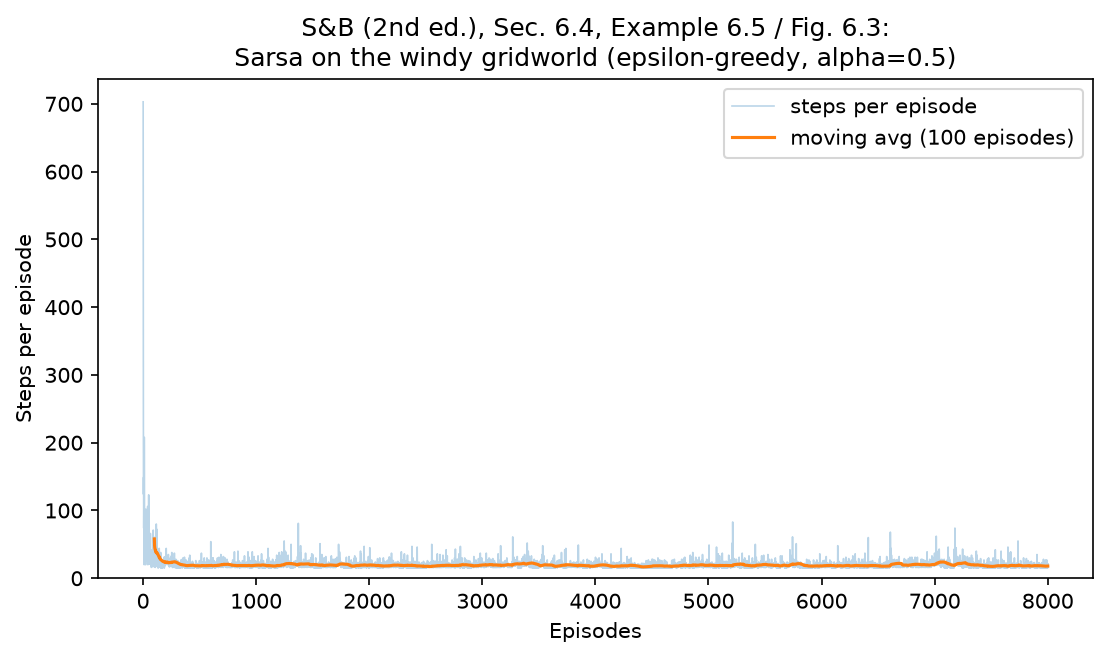 S&B (2nd ed.), Sec. 6.4, Example 6.5 / Fig. 6.3:
Sarsa on the windy gridworld (epsilon-greedy, alpha=0.5)
steps per episode
moving avg (100 episodes)
Steps per episode
700
600
500
400
300
200
100
0
0 1000 2000 3000 4000 5000 6000 7000 8000
Episodes